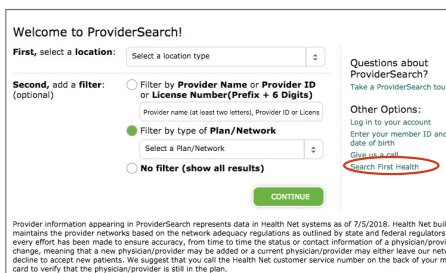 Welcome to ProviderSearch!
First, select a location:
Select a location type
Second, add a filter:
(optional)
Filter by Provider Name or Provider ID
or License Number(Prefix + 6 Digits)
Provider name (at least two letters), Provider ID or Licens
Filter by type of Plan/Network
Select a Plan/Network
No filter (show all results)
CONTINUE
Questions about
ProviderSearch?
Take a ProviderSearch tou
Other Options:
Log in to your account
Enter your member ID and
date of birth
Give us a call
Search First Health
Provider information appearing in ProviderSearch represents data in Health Net systems as of 7/5/2018. Health Net buil
maintains the provider networks based on the network adequacy regulations as outlined by state and federal regulators
every effort has been made to ensure accuracy, from time to time the status or contact information of a physician/provi
change, meaning that a new physician/provider may be added or a current physician/provider may either leave our netw
decline to accept new patients. We suggest that you call the Health Net customer service number on the back of your m
card to verify that the physician/provider is still in the plan.